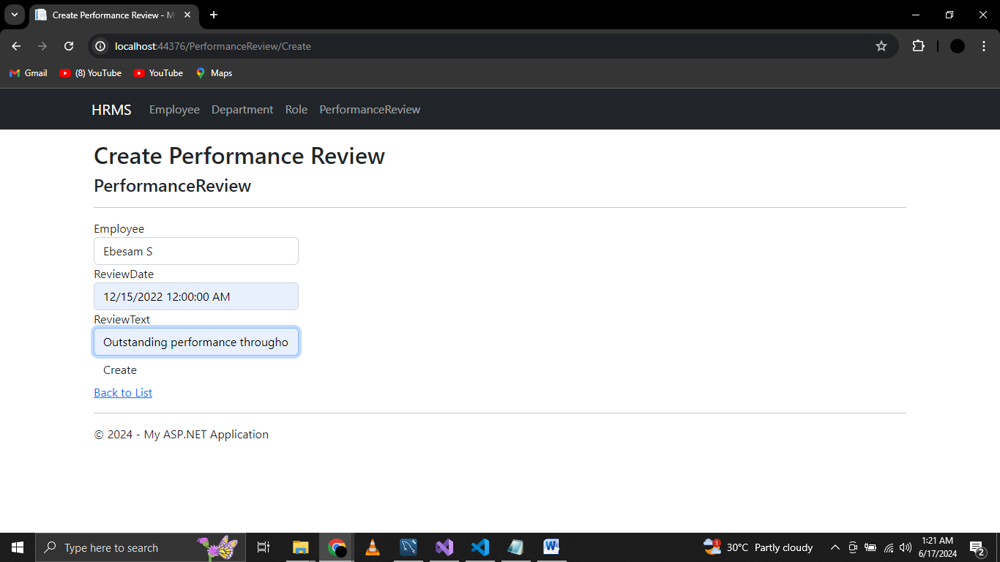 Create Performance Review - M
localhost:44376/PerformanceReview/Create
Gmail (8) YouTube YouTube Maps
HRMS Employee Department Role PerformanceReview
Create Performance Review
PerformanceReview
Employee
Ebesam S
ReviewDate
12/15/2022 12:00:00 AM
ReviewText
Outstanding performance througho
Create
Back to List
© 2024 - My ASP.NET Application
Type here to search
1
30°C Partly cloudy
1:21 AM
6/17/2024
2